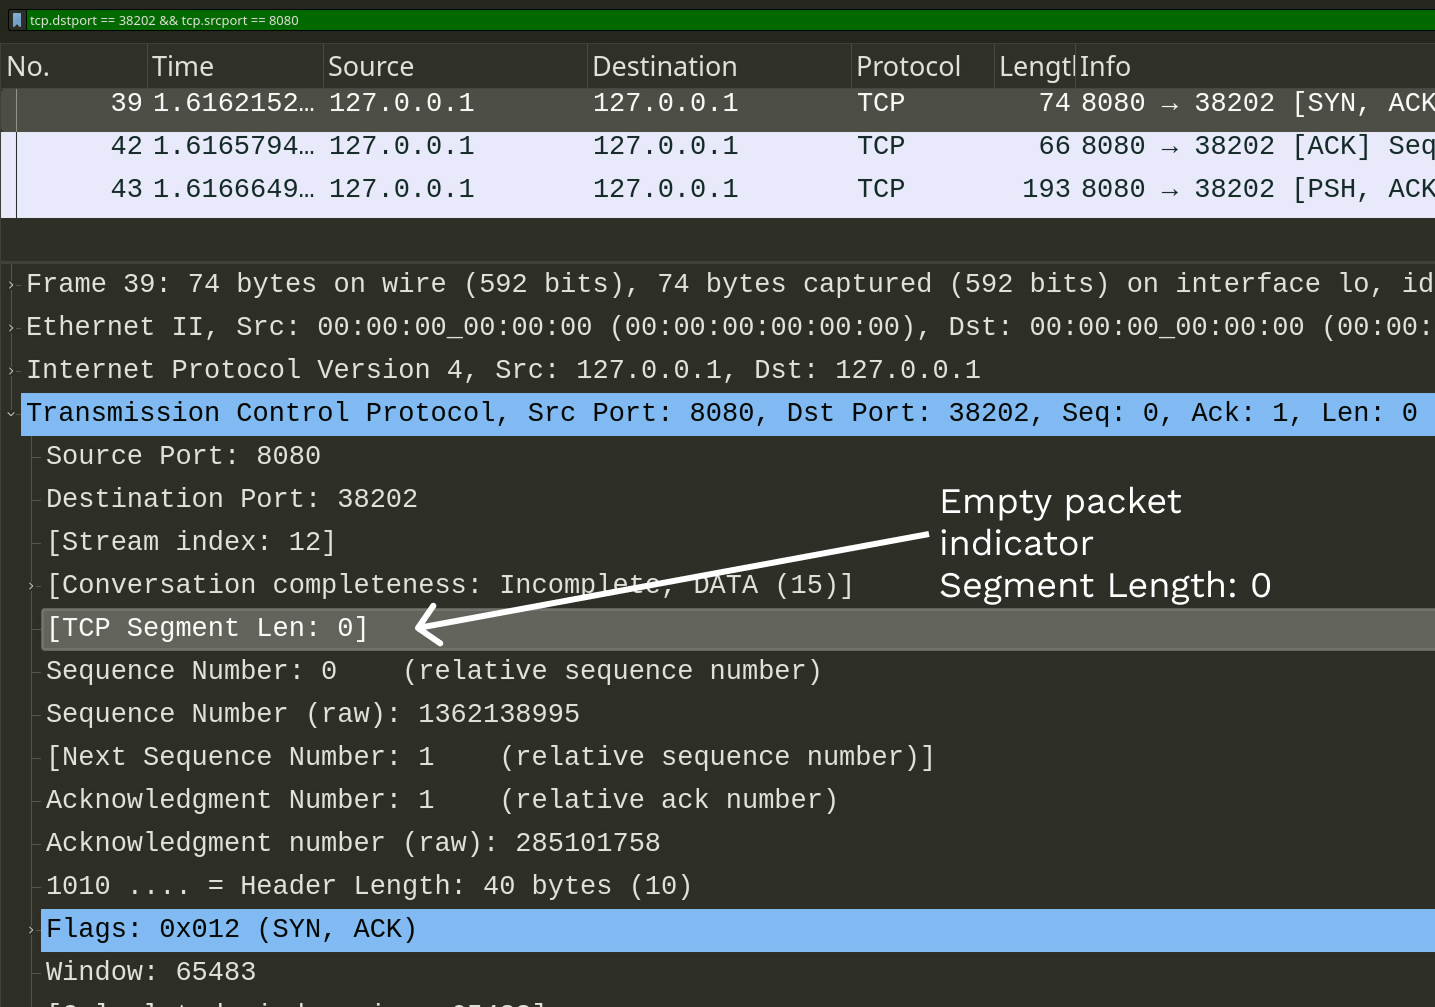 tcp.dstport == 38202 && tcp.srcport == 8080
No. Time Source Destination Protocol Lengtl Info
39 1.6162152… 127.0.0.1 127.0.0.1 TCP 74 8080 → 38202 [SYN, ACK
42 1.6165794… 127.0.0.1 127.0.0.1 TCP 66 8080 → 38202 [ACK] Seq
43 1.6166649… 127.0.0.1 127.0.0.1 TCP 193 8080 → 38202 [PSH, ACK
Frame 39: 74 bytes on wire (592 bits), 74 bytes captured (592 bits) on interface lo, id
Ethernet II, Src: 00:00:00_00:00:00 (00:00:00:00:00:00), Dst: 00:00:00_00:00:00 (00:00:
Internet Protocol Version 4, Src: 127.0.0.1, Dst: 127.0.0.1
Transmission Control Protocol, Src Port: 8080, Dst Port: 38202, Seq: 0, Ack: 1, Len: 0
Source Port: 8080
Destination Port: 38202
[Stream index: 12]
[Conversation completeness: Incomplete, DATA (15)]
Empty packet
indicator
Segment Length: 0
[TCP Segment Len: 0]
Sequence Number: 0 (relative sequence number)
Sequence Number (raw): 1362138995
[Next Sequence Number: 1 (relative sequence number)]
Acknowledgment Number: 1 (relative ack number)
Acknowledgment number (raw): 285101758
1010 .... = Header Length: 40 bytes (10)
Flags: 0x012 (SYN, ACK)
Window: 65483